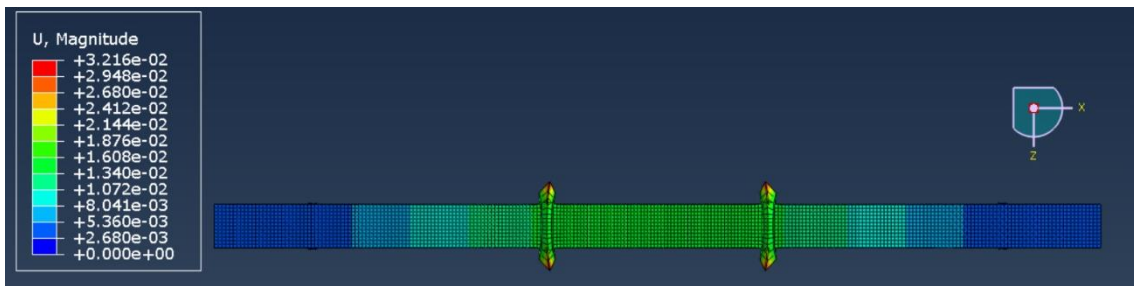 U, Magnitude
+3.216e-02
+2.948e-02
+2.680e-02
+2.412e-02
+2.144e-02
+1.876e-02
+1.608e-02
+1.340e-02
+1.072e-02
+8.041e-03
+5.360e-03
+2.680e-03
+0.000e+00
X
Z